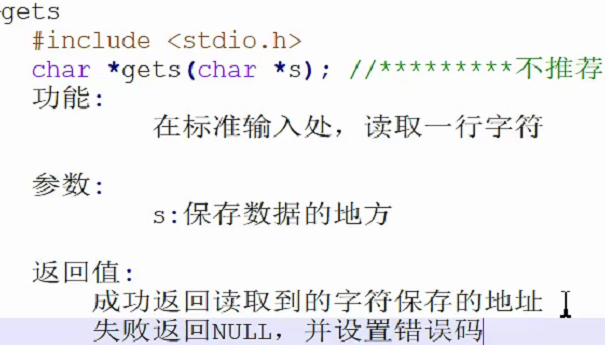 gets
#include <stdio.h>
char *gets(char *s); //*********不推荐
功能:
在标准输入处，读取一行字符
参数:
s:保存数据的地方
返回值:
成功返回读取到的字符保存的地址
失败返回NULL，并设置错误码